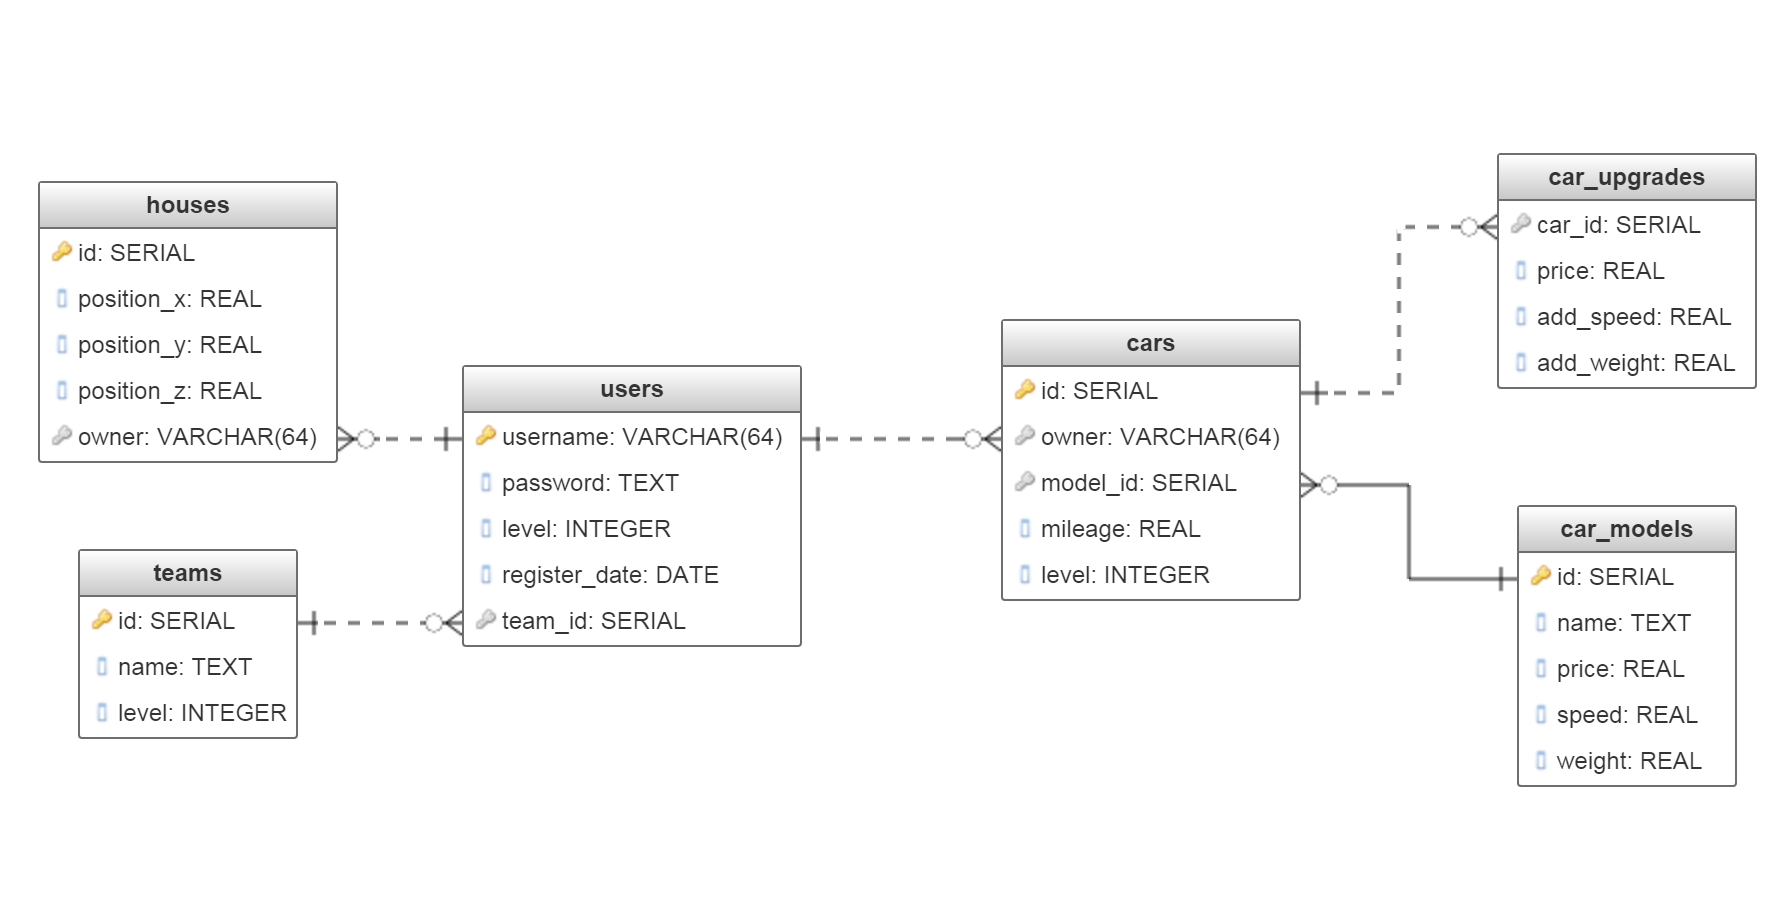 houses
id: SERIAL
position_x: REAL
position_y: REAL
position_z: REAL
owner: VARCHAR(64)
teams
id: SERIAL
name: TEXT
level: INTEGER
users
username: VARCHAR(64)
password: TEXT
level: INTEGER
register_date: DATE
team_id: SERIAL
cars
id: SERIAL
owner: VARCHAR(64)
model_id: SERIAL
mileage: REAL
level: INTEGER
car_upgrades
car_id: SERIAL
price: REAL
add_speed: REAL
add_weight: REAL
car_models
id: SERIAL
name: TEXT
price: REAL
speed: REAL
weight: REAL